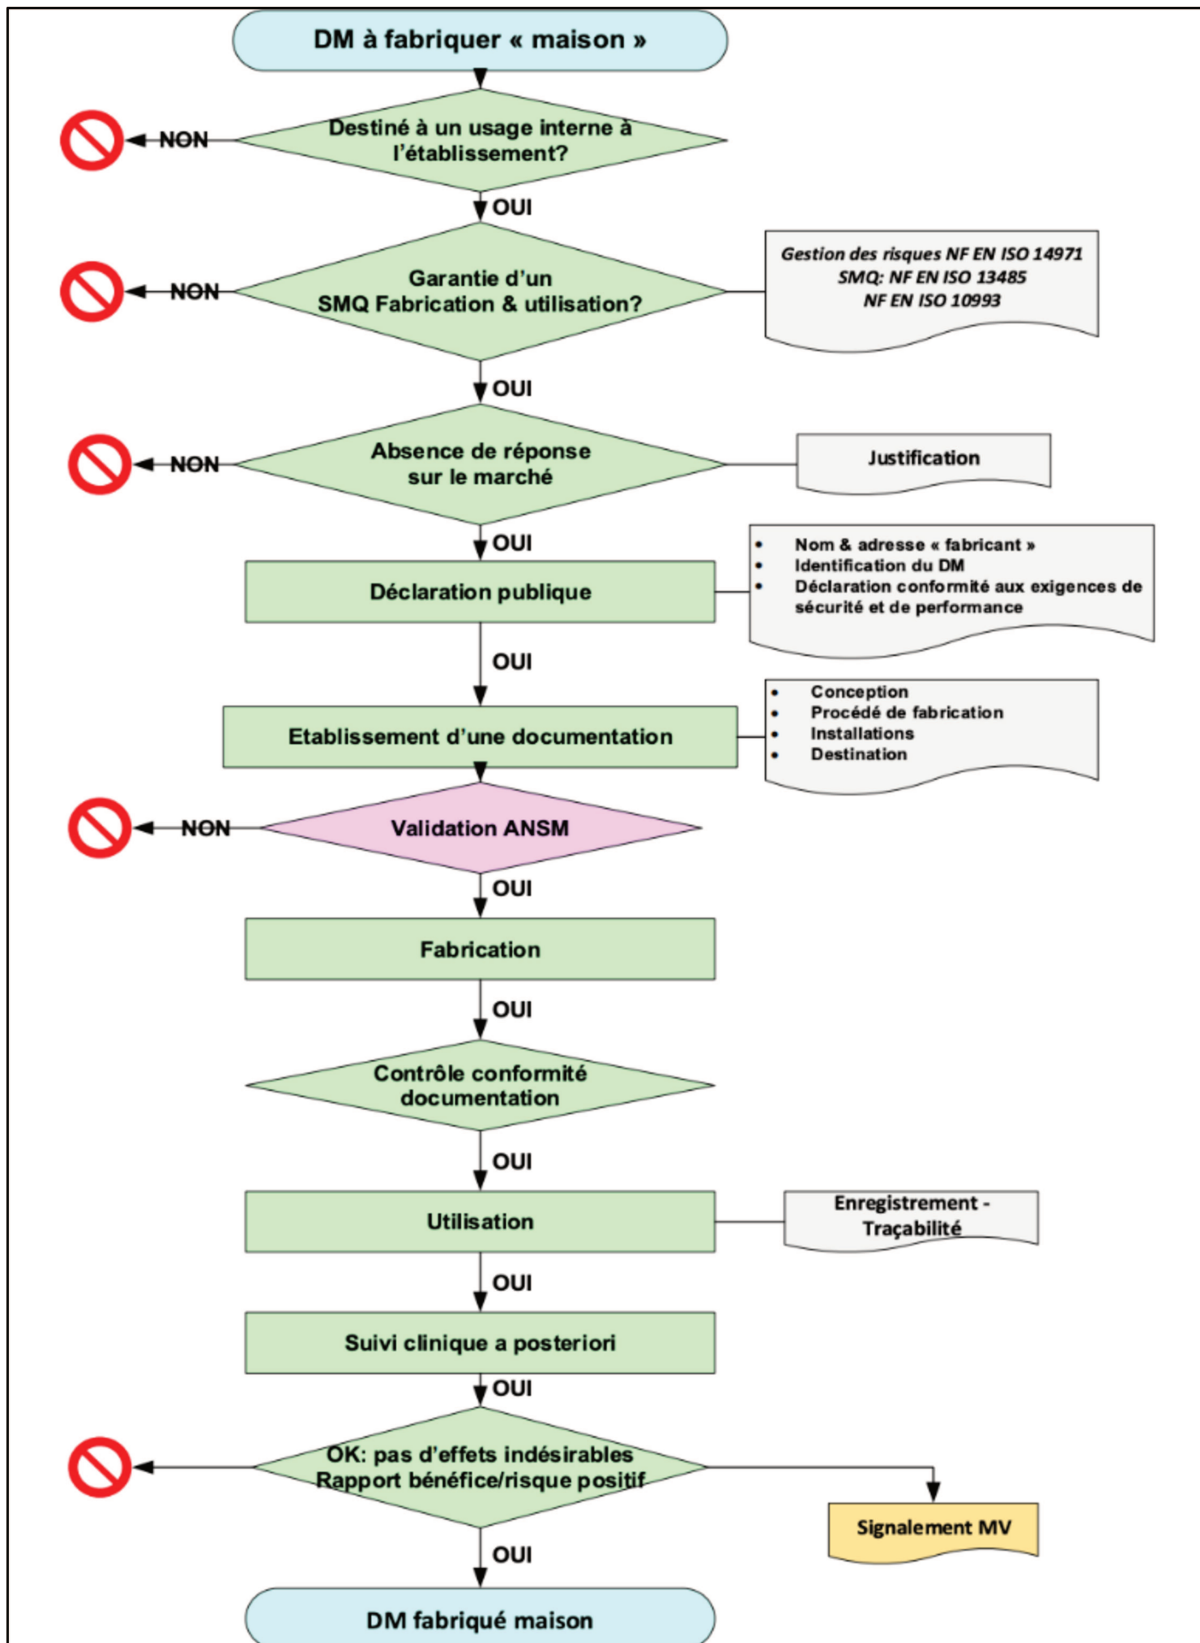 DM à fabriquer « maison »
Destiné à un usage interne à
l'établissement?
NON
OUI
Garantie d'un
SMQ Fabrication & utilisation?
NON
Gestion des risques NF EN ISO 14971
SMQ: NF EN ISO 13485
NF EN ISO 10993
OUI
Absence de réponse
sur le marché
NON
Justification
OUI
Déclaration publique
• Nom & adresse « fabricant »
• Identification du DM
• Déclaration conformité aux exigences de
sécurité et de performance
OUI
Etablissement d'une documentation
• Conception
• Procédé de fabrication
• Installations
• Destination
Validation ANSM
NON
OUI
Fabrication
OUI
Contrôle conformité
documentation
OUI
Utilisation
Enregistrement -
Traçabilité
OUI
Suivi clinique a posteriori
OUI
OK: pas d'effets indésirables
Rapport bénéfice/risque positif
Signalement MV
OUI
DM fabriqué maison